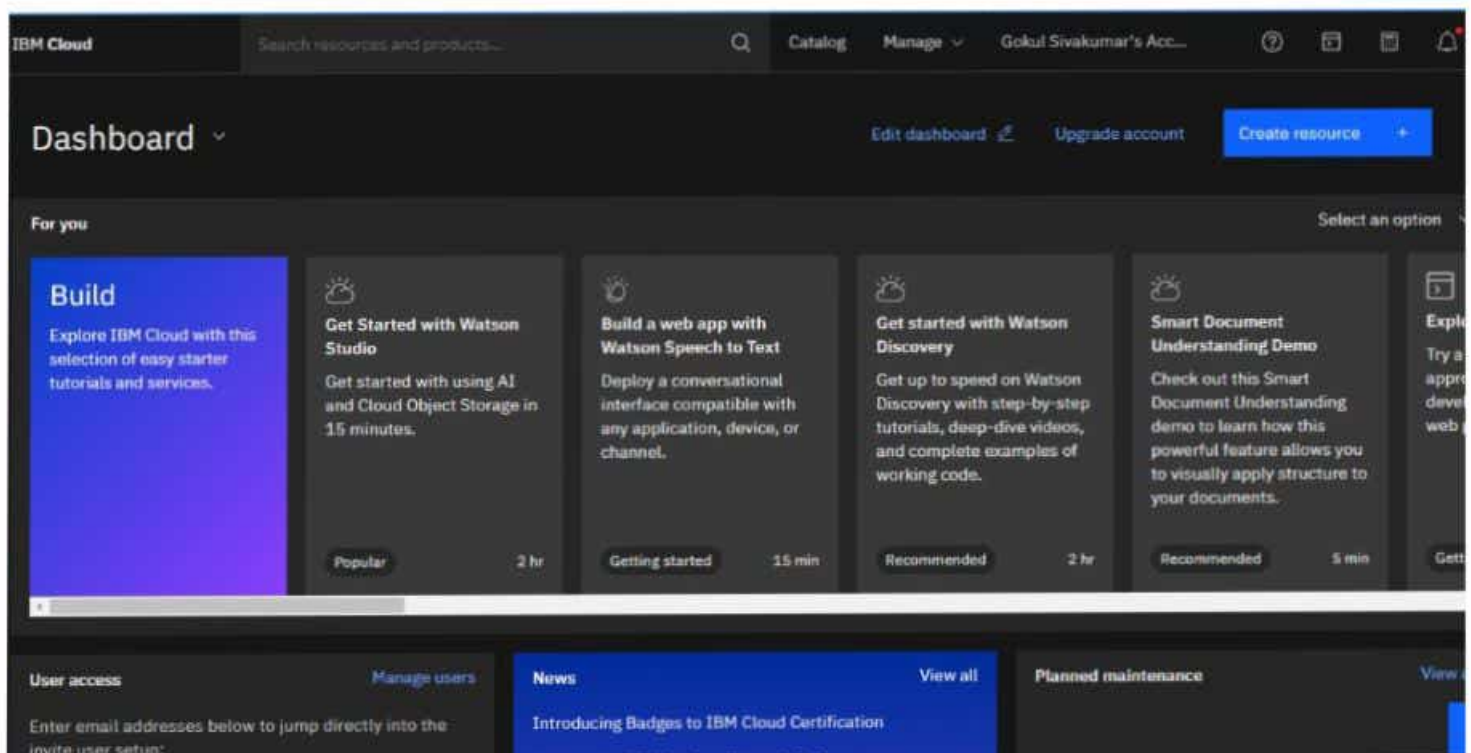 IBM Cloud
Search resources and products...
Catalog
Manage
Gokul Sivakumar's Acc...
Dashboard
Edit dashboard
Upgrade account
Create resource +
For you
Select an option
Build
Explore IBM Cloud with this
selection of easy starter
tutorials and services.
Get Started with Watson
Studio
Get started with using AI
and Cloud Object Storage in
15 minutes.
Popular
2 hr
Build a web app with
Watson Speech to Text
Deploy a conversational
interface compatible with
any application, device, or
channel.
Getting started
15 min
Get started with Watson
Discovery
Get up to speed on Watson
Discovery with step-by-step
tutorials, deep-dive videos,
and complete examples of
working code.
Recommended
2 hr
Smart Document
Understanding Demo
Check out this Smart
Document Understanding
demo to learn how this
powerful feature allows you
to visually apply structure to
your documents.
Recommended
5 min
Try a
User access
Manage users
Enter email addresses below to jump directly into the
invite user setup:
News
View all
Introducing Badges to IBM Cloud Certification
Planned maintenance
View